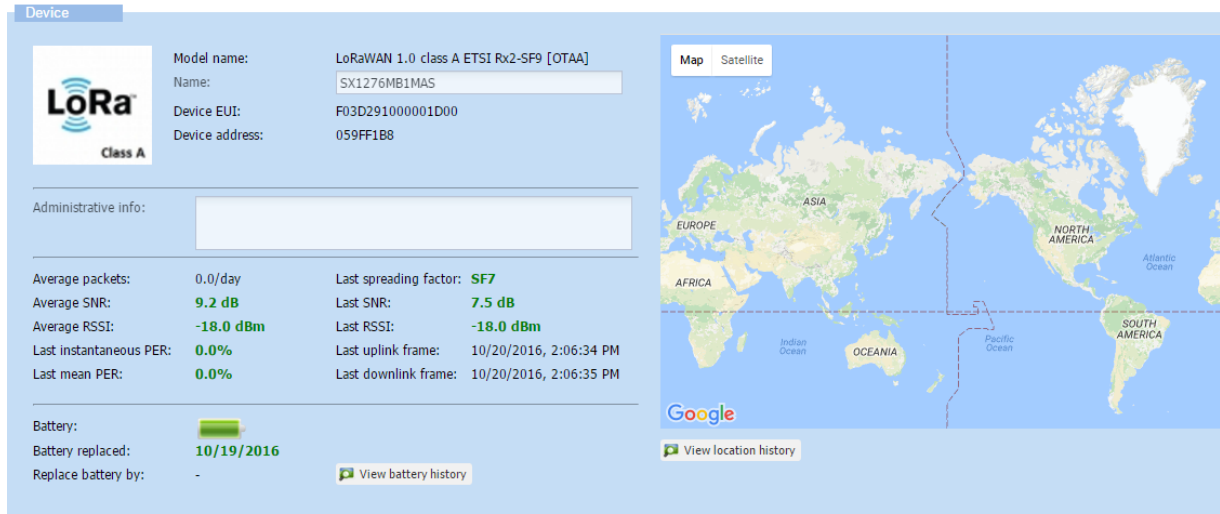 Device
LoRa
Class A
Model name: LoRaWAN 1.0 class A ETSI Rx2-SF9 [OTAA]
Name: SX1276MB1MAS
Device EUI: F03D291000001D00
Device address: 059FF1B8
Administrative info:
Average packets: 0.0/day Last spreading factor: SF7
Average SNR: 9.2 dB Last SNR: 7.5 dB
Average RSSI: -18.0 dBm Last RSSI: -18.0 dBm
Last instantaneous PER: 0.0% Last uplink frame: 10/20/2016, 2:06:34 PM
Last mean PER: 0.0% Last downlink frame: 10/20/2016, 2:06:35 PM
Battery:
Battery replaced: 10/19/2016
Replace battery by: - View battery history
Map Satellite
ASIA
EUROPE
NORTH
AMERICA
Atlantic
Ocean
AFRICA
SOUTH
AMERICA
Indian
Ocean
OCEANIA
Pacific
Ocean
Google
View location history